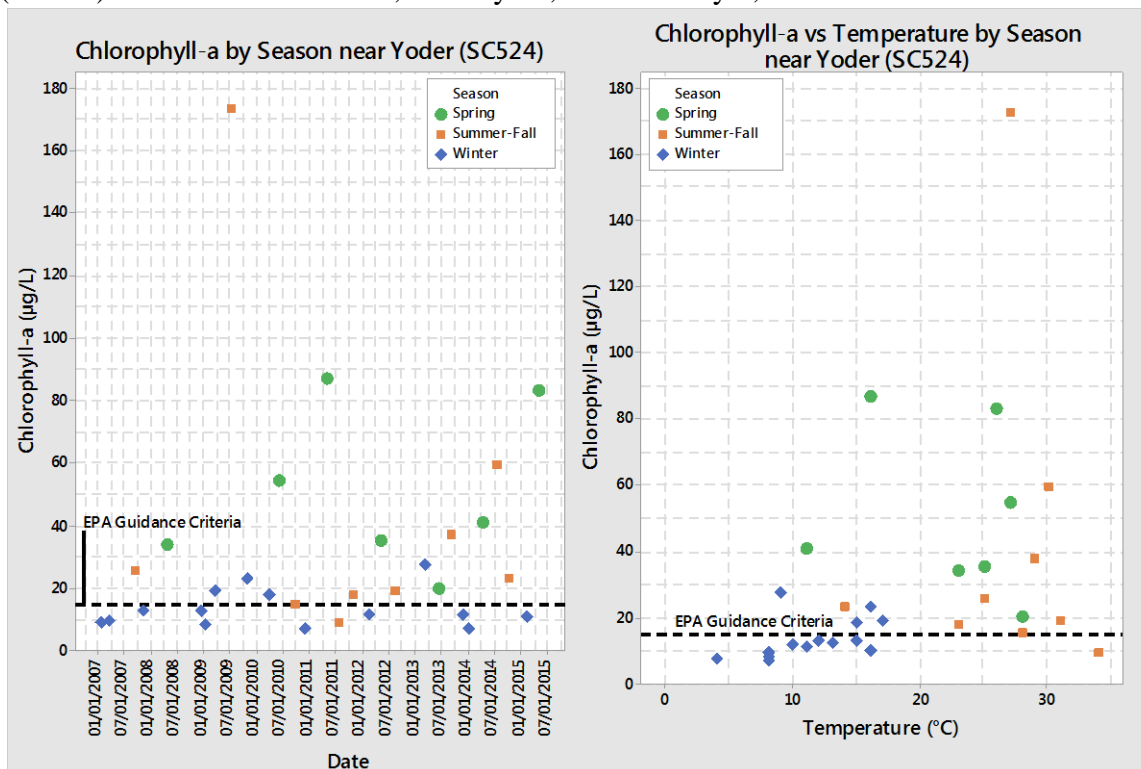 Chlorophyll-a by Season near Yoder (SC524)
Season
Spring
Summer-Fall
Winter
180
160
140
120
100
80
60
40
20
0
Chlorophyll-a (µg/L)
EPA Guidance Criteria
01/01/2007
07/01/2007
01/01/2008
07/01/2008
01/01/2009
07/01/2009
01/01/2010
07/01/2010
01/01/2011
07/01/2011
01/01/2012
07/01/2012
01/01/2013
07/01/2013
01/01/2014
07/01/2014
01/01/2015
07/01/2015
Date
Chlorophyll-a vs Temperature by Season
near Yoder (SC524)
Season
Spring
Summer-Fall
Winter
180
160
140
120
100
80
60
40
20
0
Chlorophyll-a (µg/L)
EPA Guidance Criteria
0
10
20
30
Temperature (°C)